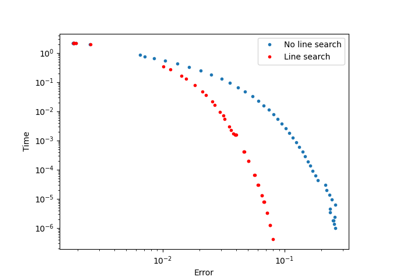 No line search
Line search
10⁰
10⁻¹
10⁻²
10⁻³
10⁻⁴
10⁻⁵
10⁻⁶
Time
10⁻²
10⁻¹
Error